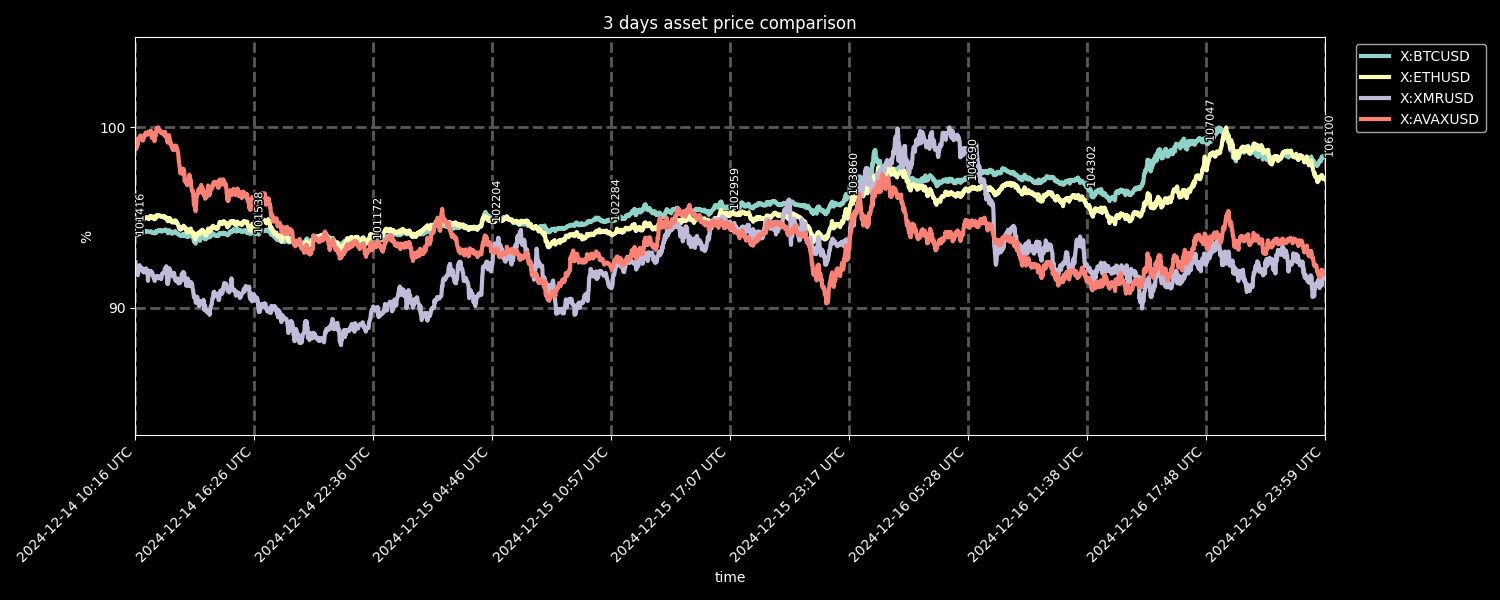 3 days asset price comparison
X:BTCUSD
X:ETHUSD
X:XMRUSD
X:AVAXUSD
100
90
%
101416
101538
101172
102204
102284
102959
103860
104690
104302
107047
106100
2024-12-14 10:16 UTC
2024-12-14 16:26 UTC
2024-12-14 22:36 UTC
2024-12-15 04:46 UTC
2024-12-15 10:57 UTC
2024-12-15 17:07 UTC
2024-12-15 23:17 UTC
2024-12-16 05:28 UTC
2024-12-16 11:38 UTC
2024-12-16 17:48 UTC
2024-12-16 23:59 UTC
time